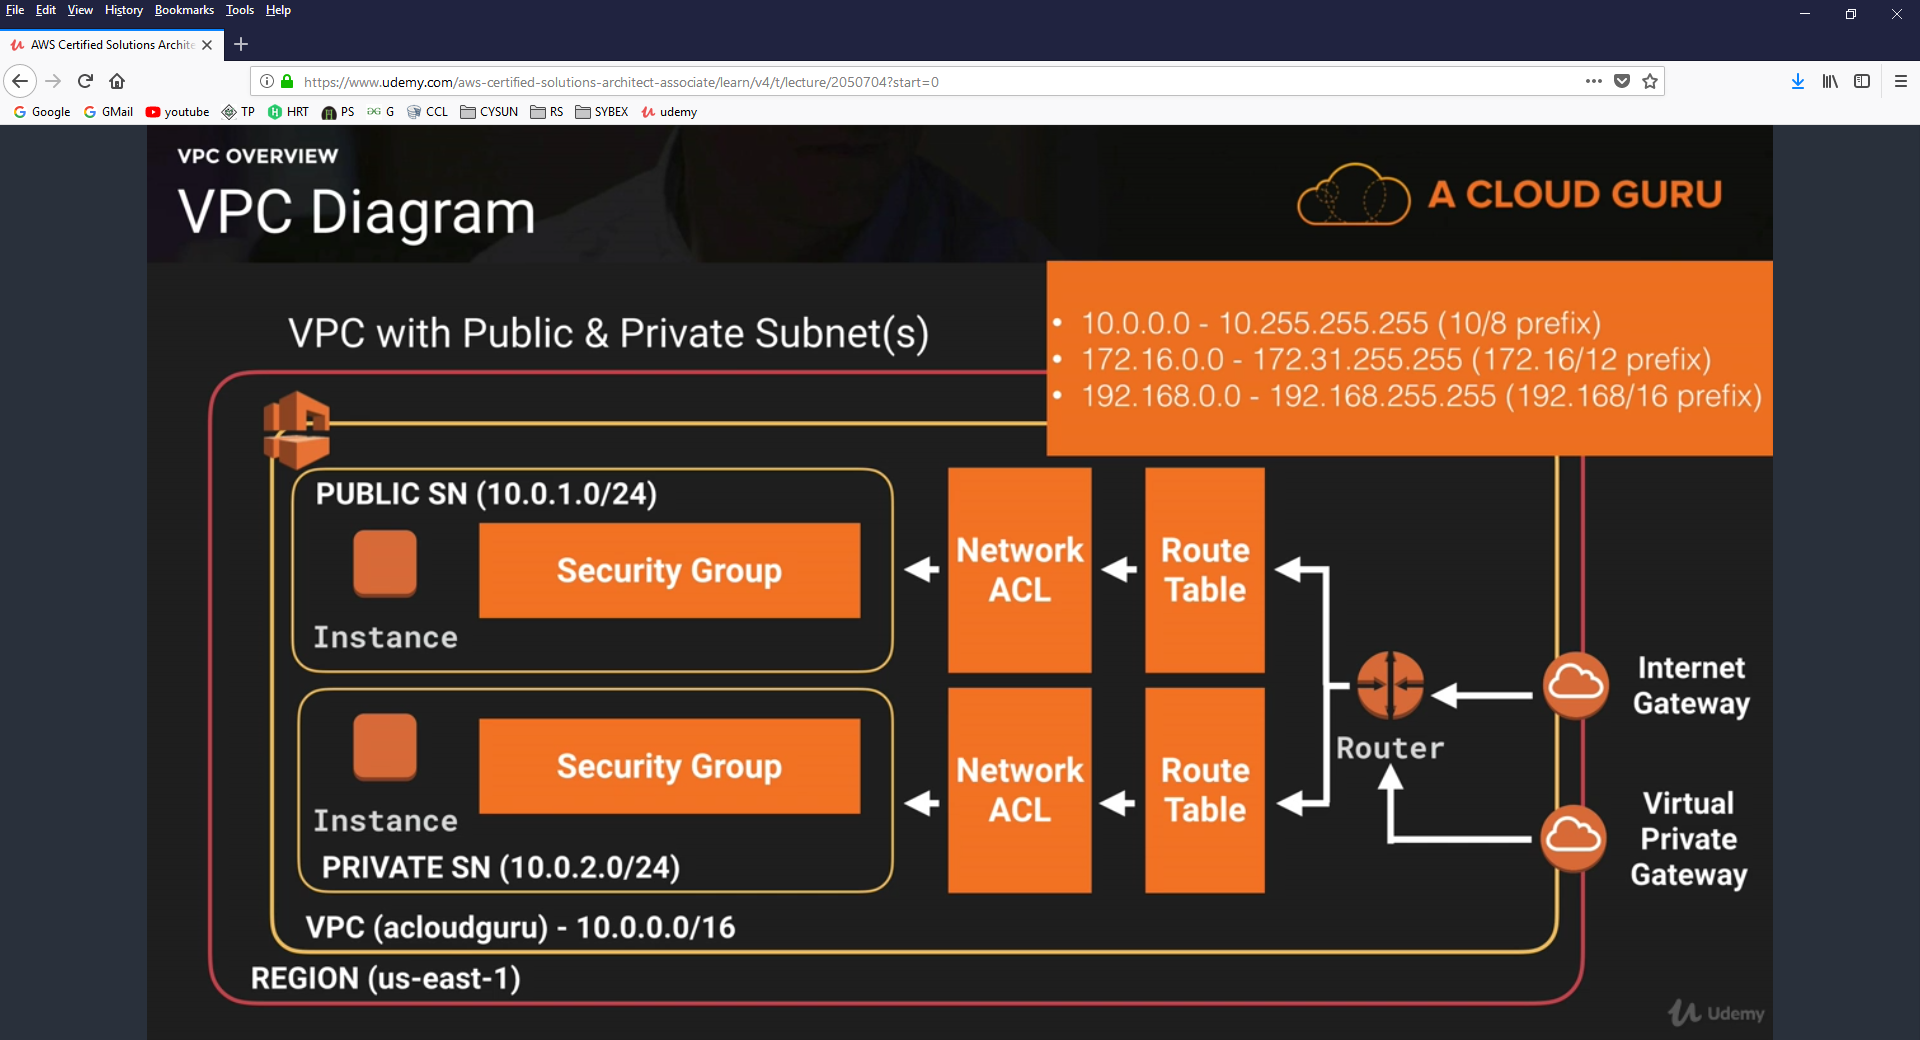 File Edit View History Bookmarks Tools Help
AWS Certified Solutions Archite
https://www.udemy.com/aws-certified-solutions-architect-associate/learn/v4/t/lecture/2050704?start=0
Google GMail youtube TP HRT PS G CCL CYSUN RS SYBEX udemy
VPC OVERVIEW
VPC Diagram
A CLOUD GURU
VPC with Public & Private Subnet(s)
• 10.0.0.0 - 10.255.255.255 (10/8 prefix)
• 172.16.0.0 - 172.31.255.255 (172.16/12 prefix)
• 192.168.0.0 - 192.168.255.255 (192.168/16 prefix)
PUBLIC SN (10.0.1.0/24)
Security Group
Instance
Network
ACL
Route
Table
Security Group
Instance
PRIVATE SN (10.0.2.0/24)
Network
ACL
Route
Table
Router
Internet
Gateway
Virtual
Private
Gateway
VPC (acloudguru) - 10.0.0.0/16
REGION (us-east-1)
Udemy